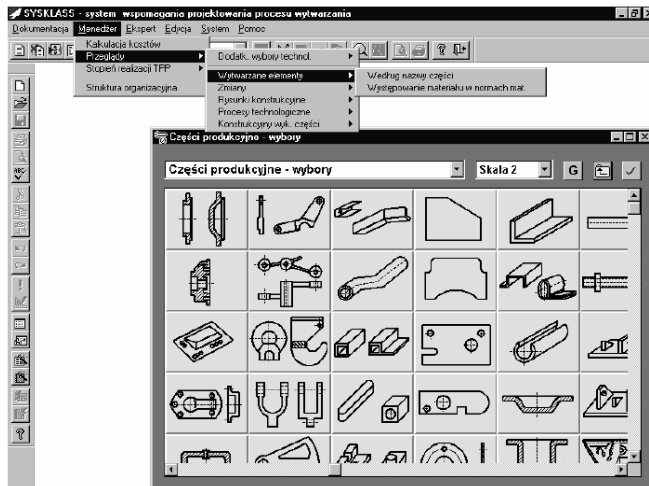 SYSKLASS - system wspomagania projektowania procesu wytwarzania
Dokumentacja Menedżer Ekspert Edycja System Pomoc
Kalkulacja kosztów
Przeglądy
Stopień realizacji TPP
Struktura organizacyjna
Dodatk. wybory technol.
Wytwarzane elementy
Zmiany
Rysunki konstrukcyjne
Procesy technologiczne
Konstrukcyjny wyk. części
Według nazwy części
Występowanie materiału w normach mat.
Części produkcyjne - wybory
Części produkcyjne - wybory
Skala 2
G
ABC